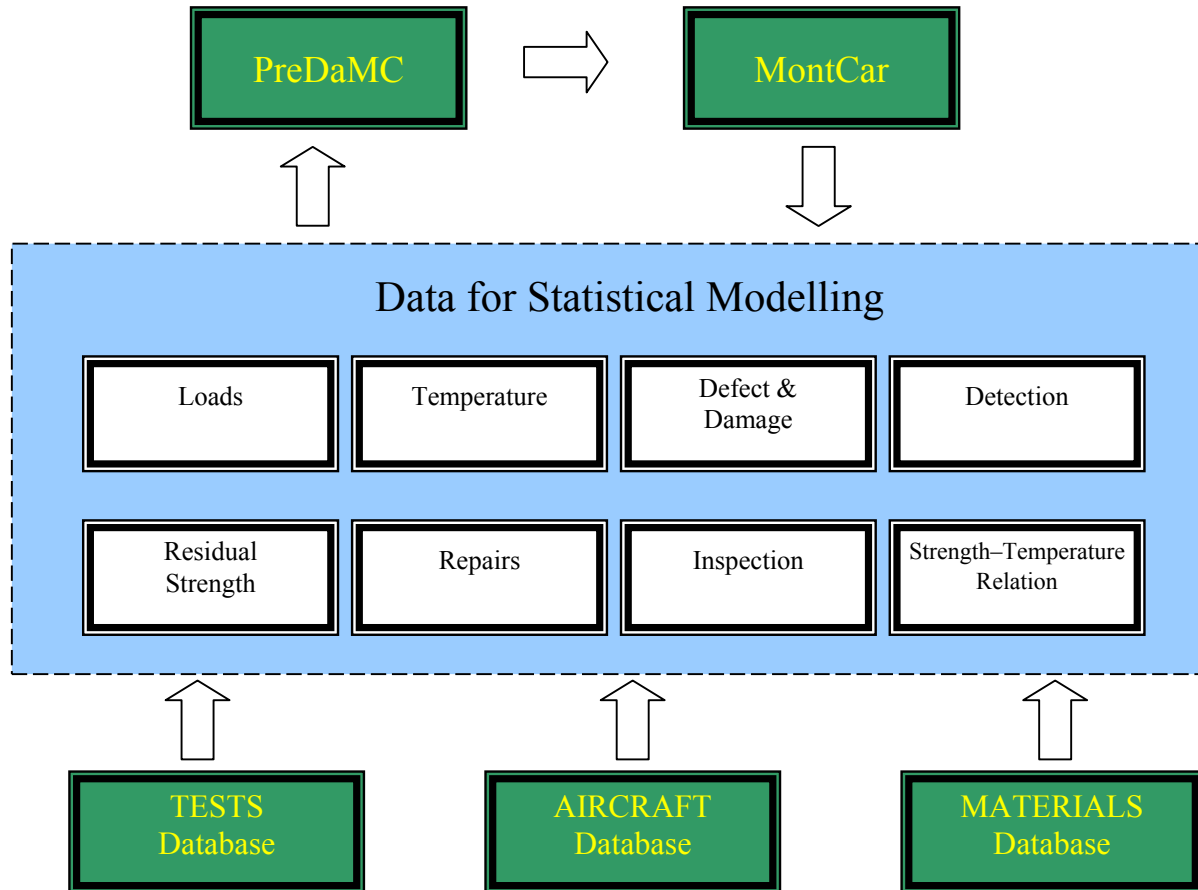 PreDaMC
MontCar
Data for Statistical Modelling
Loads
Temperature
Defect &
Damage
Detection
Residual
Strength
Repairs
Inspection
Strength–Temperature
Relation
TESTS
Database
AIRCRAFT
Database
MATERIALS
Database